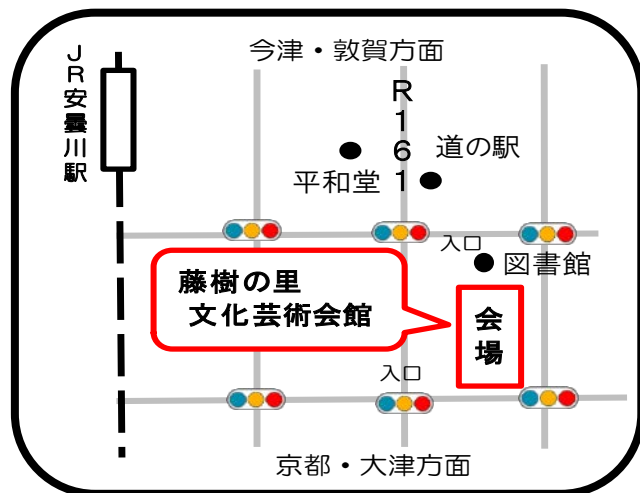 今津・敦賀方面
JR安曇川駅
R161
道の駅
平和堂
入口
図書館
藤樹の里
文化芸術会館
会場
入口
京都・大津方面